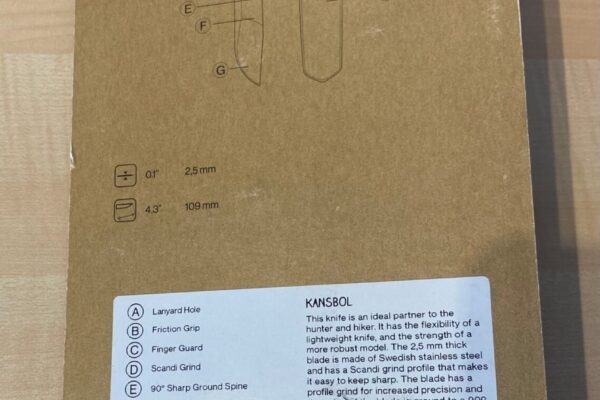 E
F
G
0.1" 2,5 mm
4.3" 109 mm
A Lanyard Hole
B Friction Grip
C Finger Guard
D Scandi Grind
E 90° Sharp Ground Spine
KANSBOL
This knife is an ideal partner to the
hunter and hiker. It has the flexibility of a
lightweight knife, and the strength of a
more robust model. The 2,5 mm thick
blade is made of Swedish stainless steel
and has a Scandi grind profile that makes
it easy to keep sharp. The blade has a
profile grind for increased precision and